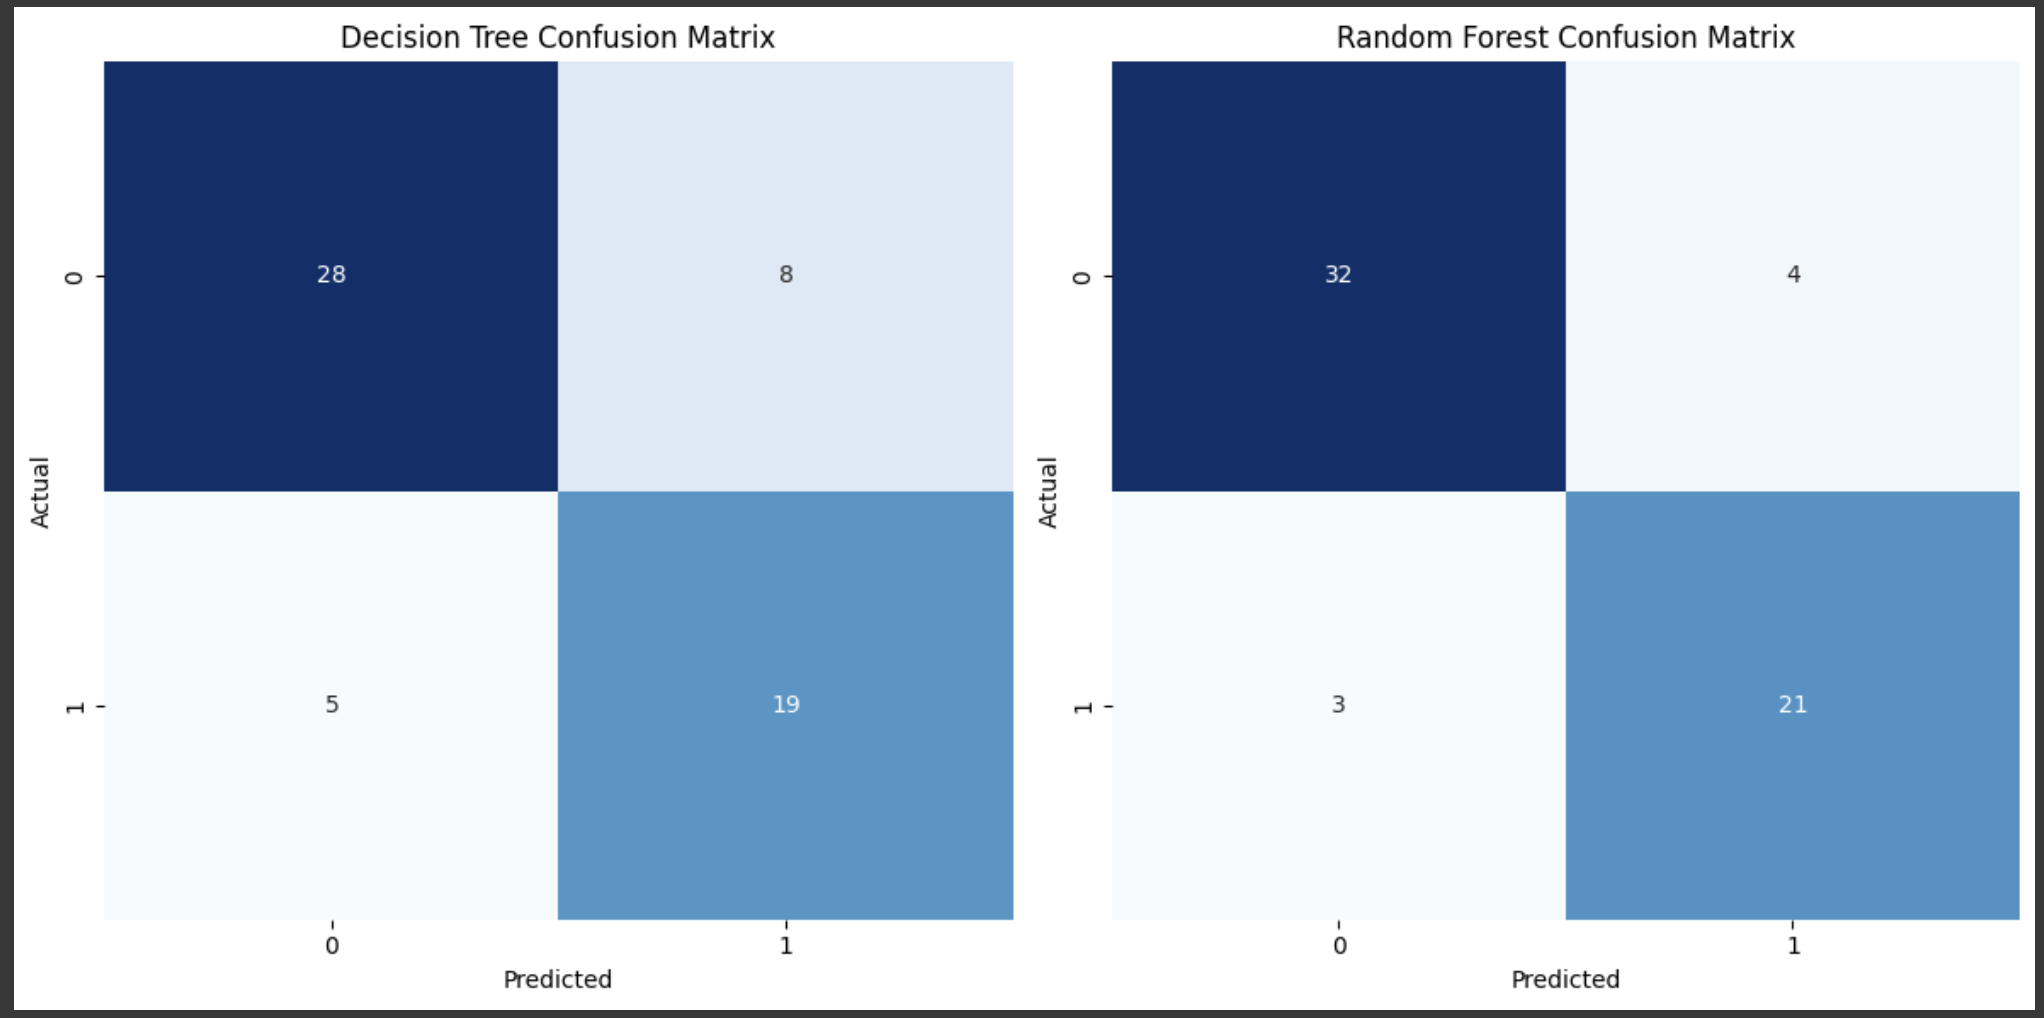 Decision Tree Confusion Matrix
0
28
8
Actual
1
5
19
0
1
Predicted
Random Forest Confusion Matrix
0
32
4
Actual
1
3
21
0
1
Predicted